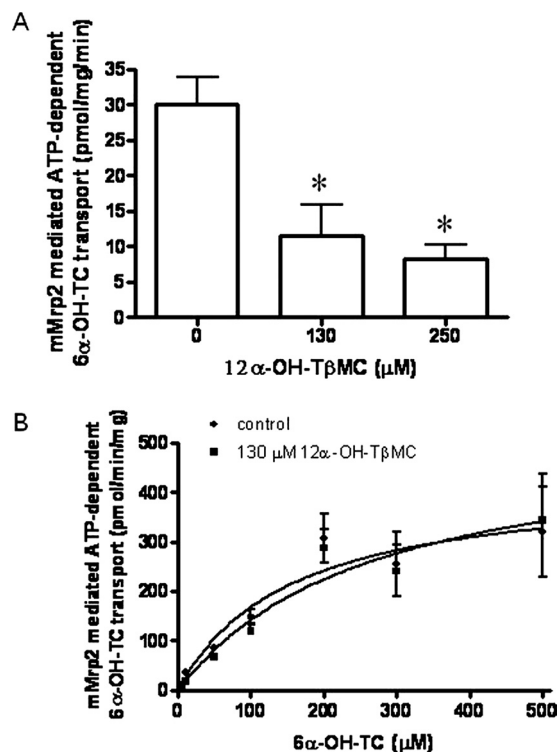 A
mMrp2 mediated ATP-dependent
6α-OH-TC transport (pmol/mg/min)
35
30
25
20
15
10
5
0
*
*
0 130 250
12α-OH-TβMC (μM)
B
control
130 μM 12α-OH-TβMC
mMrp2 mediated ATP-dependent
6α-OH-TC transport (pmol/min/mg)
500
400
300
200
100
0
0 100 200 300 400 500
6α-OH-TC (μM)